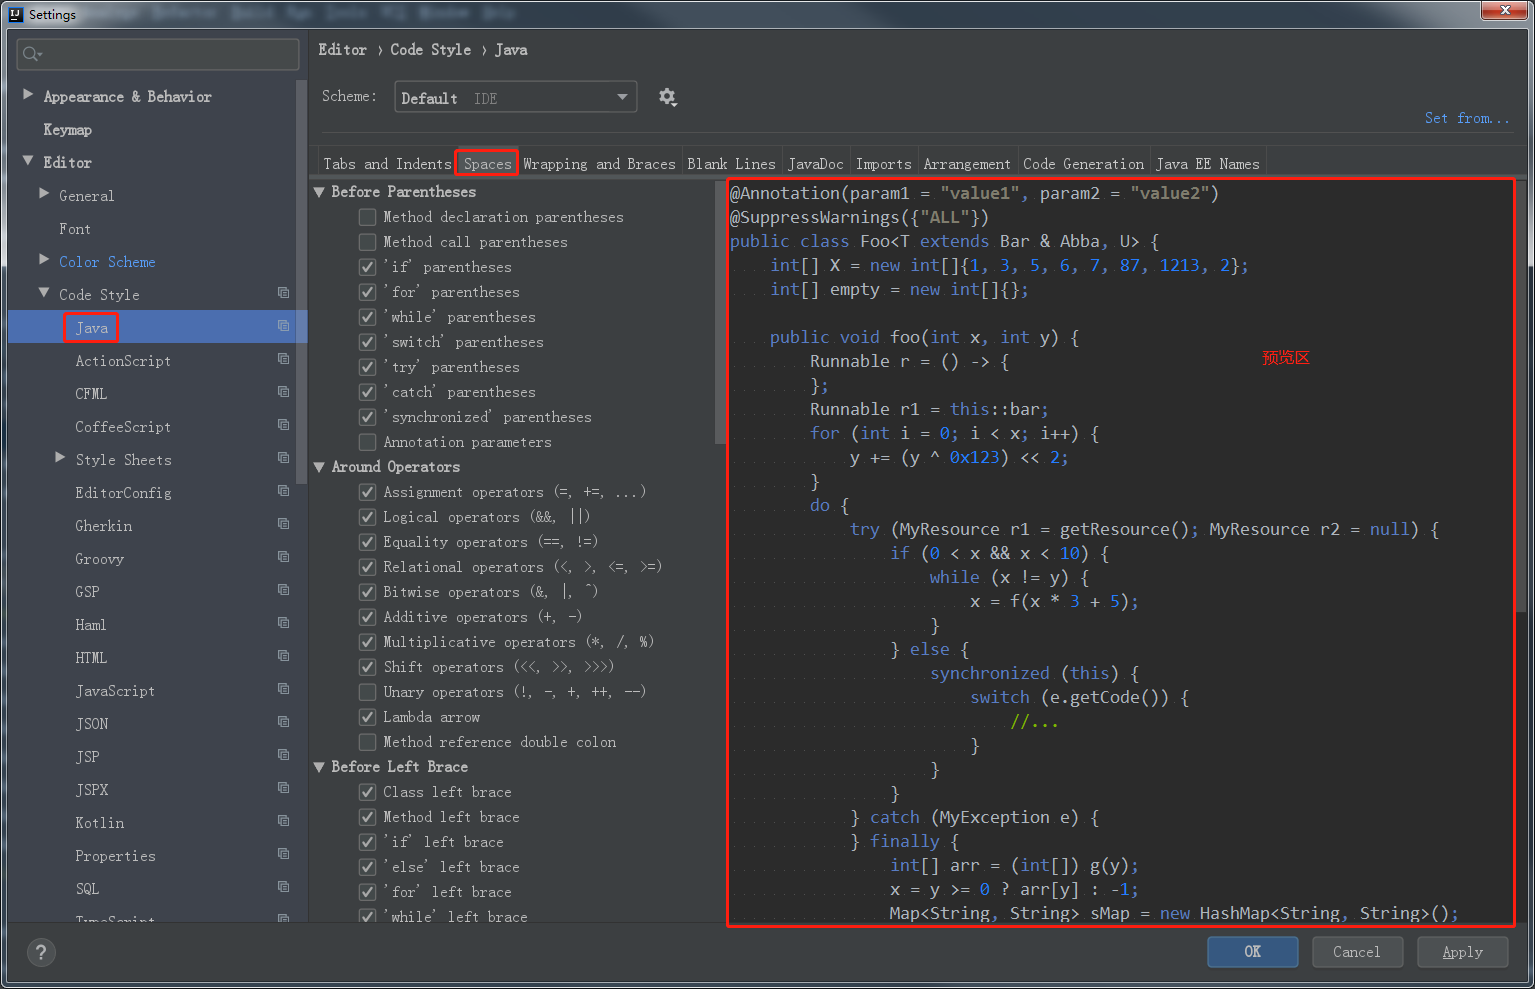 Settings
Appearance & Behavior
Keymap
Editor
General
Font
Color Scheme
Code Style
Java
ActionScript
CFML
CoffeeScript
Style Sheets
EditorConfig
Gherkin
Groovy
GSP
Haml
HTML
JavaScript
JSON
JSP
JSPX
Kotlin
Properties
SQL
TypeScript
Editor › Code Style › Java
Scheme: Default IDE
Set from...
Tabs and Indents Spaces Wrapping and Braces Blank Lines JavaDoc Imports Arrangement Code Generation Java EE Names
Before Parentheses
Method declaration parentheses
Method call parentheses
'if' parentheses
'for' parentheses
'while' parentheses
'switch' parentheses
'try' parentheses
'catch' parentheses
'synchronized' parentheses
Annotation parameters
Around Operators
Assignment operators (=, +=, ...)
Logical operators (&&, ||)
Equality operators (==, !=)
Relational operators (<, >, <=, >=)
Bitwise operators (&, |, ^)
Additive operators (+, -)
Multiplicative operators (*, /, %)
Shift operators (<<, >>, >>>)
Unary operators (!, -, +, ++, --)
Lambda arrow
Method reference double colon
Before Left Brace
Class left brace
Method left brace
'if' left brace
'else' left brace
'for' left brace
'while' left brace
@Annotation(param1 = "value1", param2 = "value2")
@SuppressWarnings({"ALL"})
public class Foo<T extends Bar & Abba, U> {
int[] X = new int[]{1, 3, 5, 6, 7, 87, 1213, 2};
int[] empty = new int[]{};
public void foo(int x, int y) {
Runnable r = () -> {
预览区
};
Runnable r1 = this::bar;
for (int i = 0; i < x; i++) {
y += (y ^ 0x123) << 2;
}
do {
try (MyResource r1 = getResource(); MyResource r2 = null) {
if (0 < x && x < 10) {
while (x != y) {
x = f(x * 3 + 5);
}
} else {
synchronized (this) {
switch (e.getCode()) {
//...
}
}
}
} catch (MyException e) {
} finally {
int[] arr = (int[]) g(y);
x = y >= 0 ? arr[y] : -1;
Map<String, String> sMap = new HashMap<String, String>();
?
OK Cancel Apply